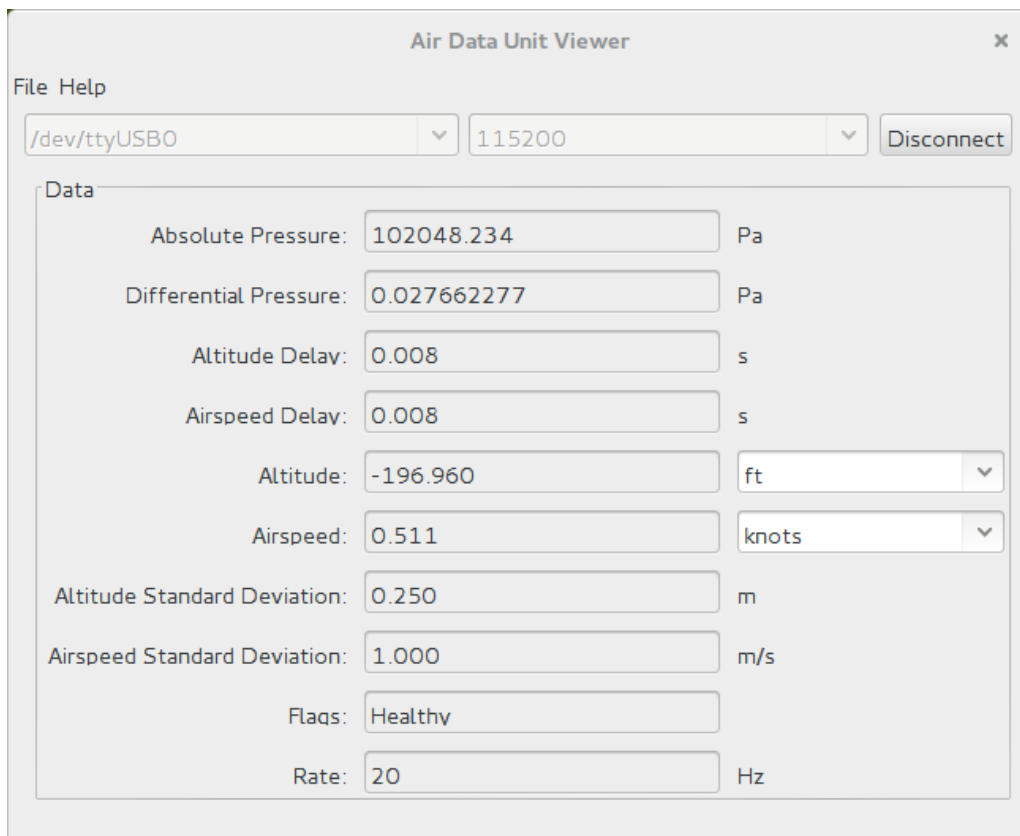 Air Data Unit Viewer ×
File Help
/dev/ttyUSB0 115200 Disconnect
Data
Absolute Pressure: 102048.234 Pa
Differential Pressure: 0.027662277 Pa
Altitude Delay: 0.008 s
Airspeed Delay: 0.008 s
Altitude: -196.960 ft
Airspeed: 0.511 knots
Altitude Standard Deviation: 0.250 m
Airspeed Standard Deviation: 1.000 m/s
Flags: Healthy
Rate: 20 Hz